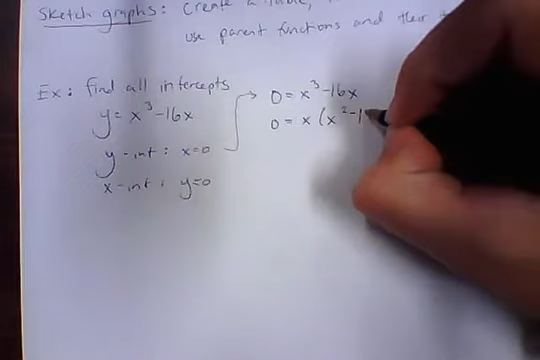 Sketch graphs: Create a table,
use parent functions and their
Ex: Find all intercepts
y = x³ - 16x
y-int: x=0
x-int: y=0
0 = x³ - 16x
0 = x (x² - 1